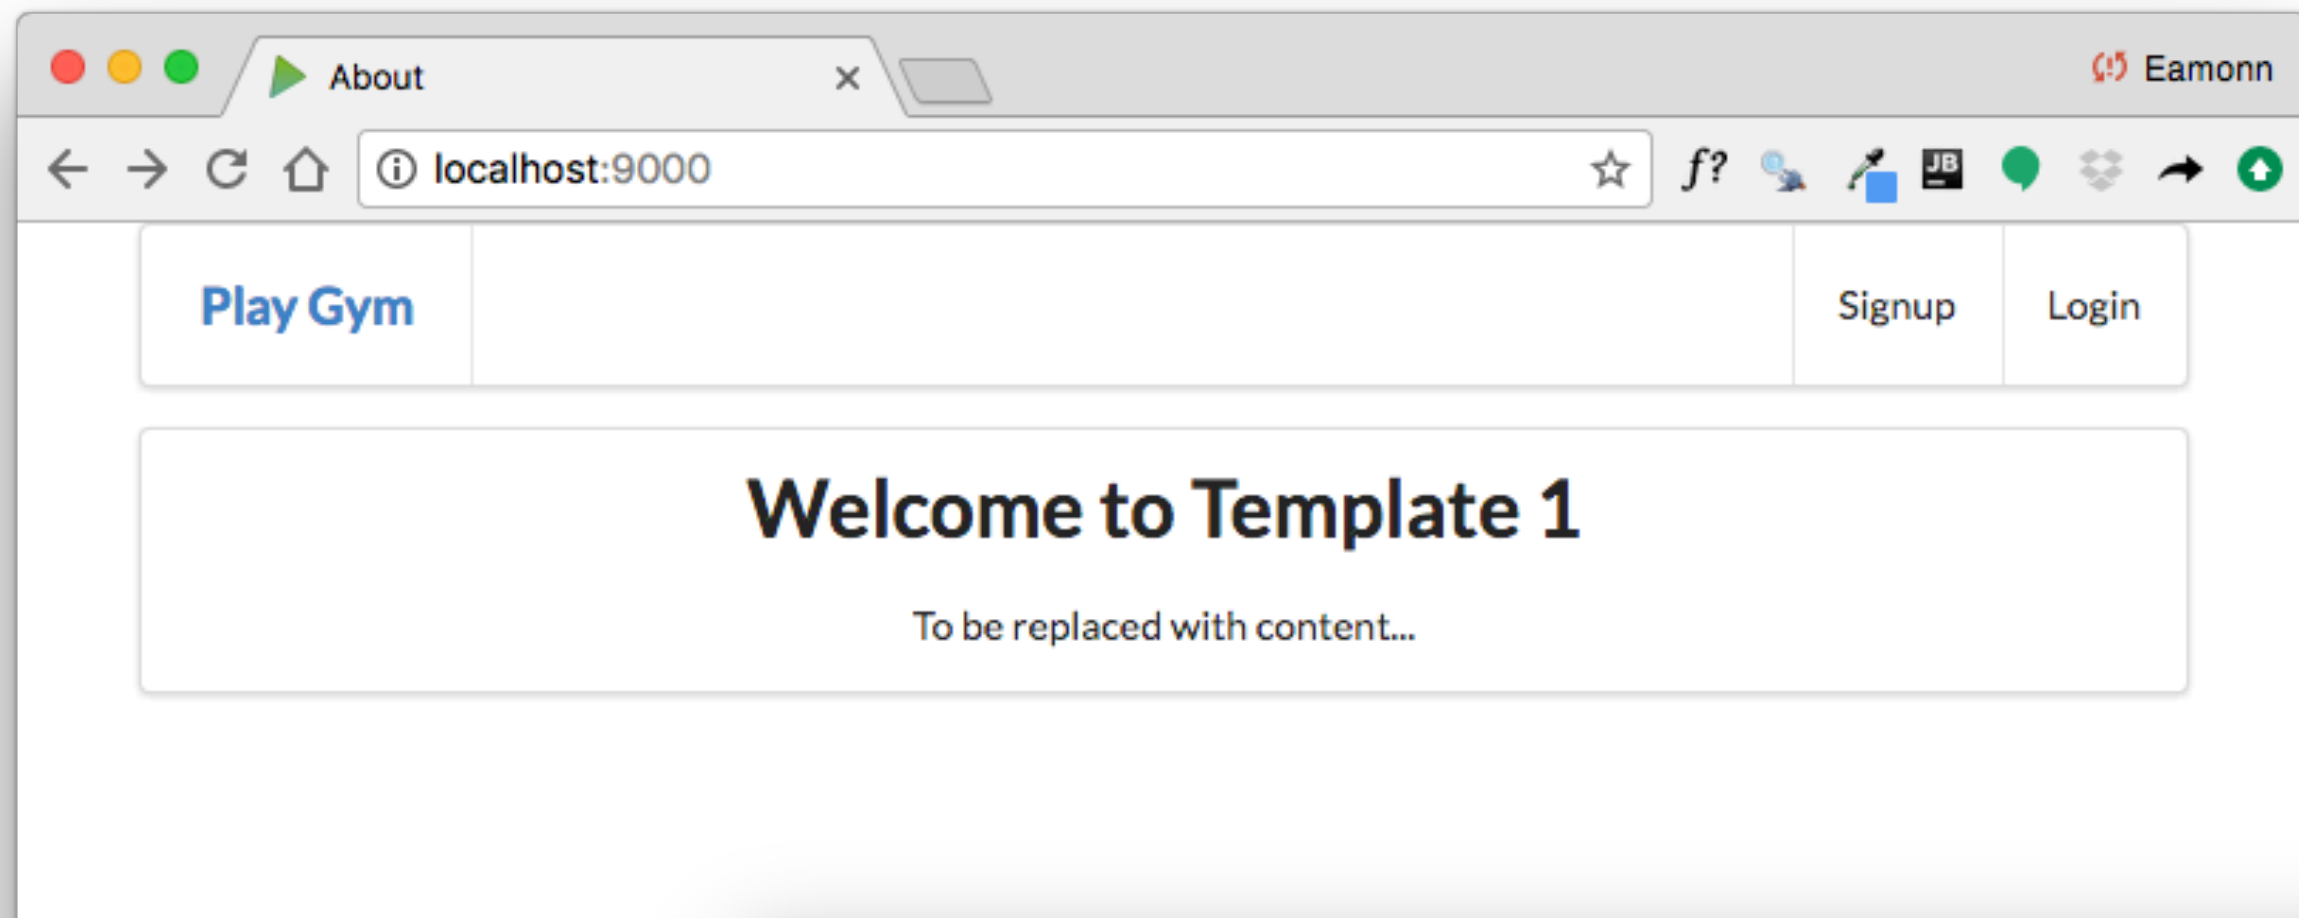 About
Eamonn
localhost:9000
f?
JB
Play Gym
Signup
Login
Welcome to Template 1
To be replaced with content...